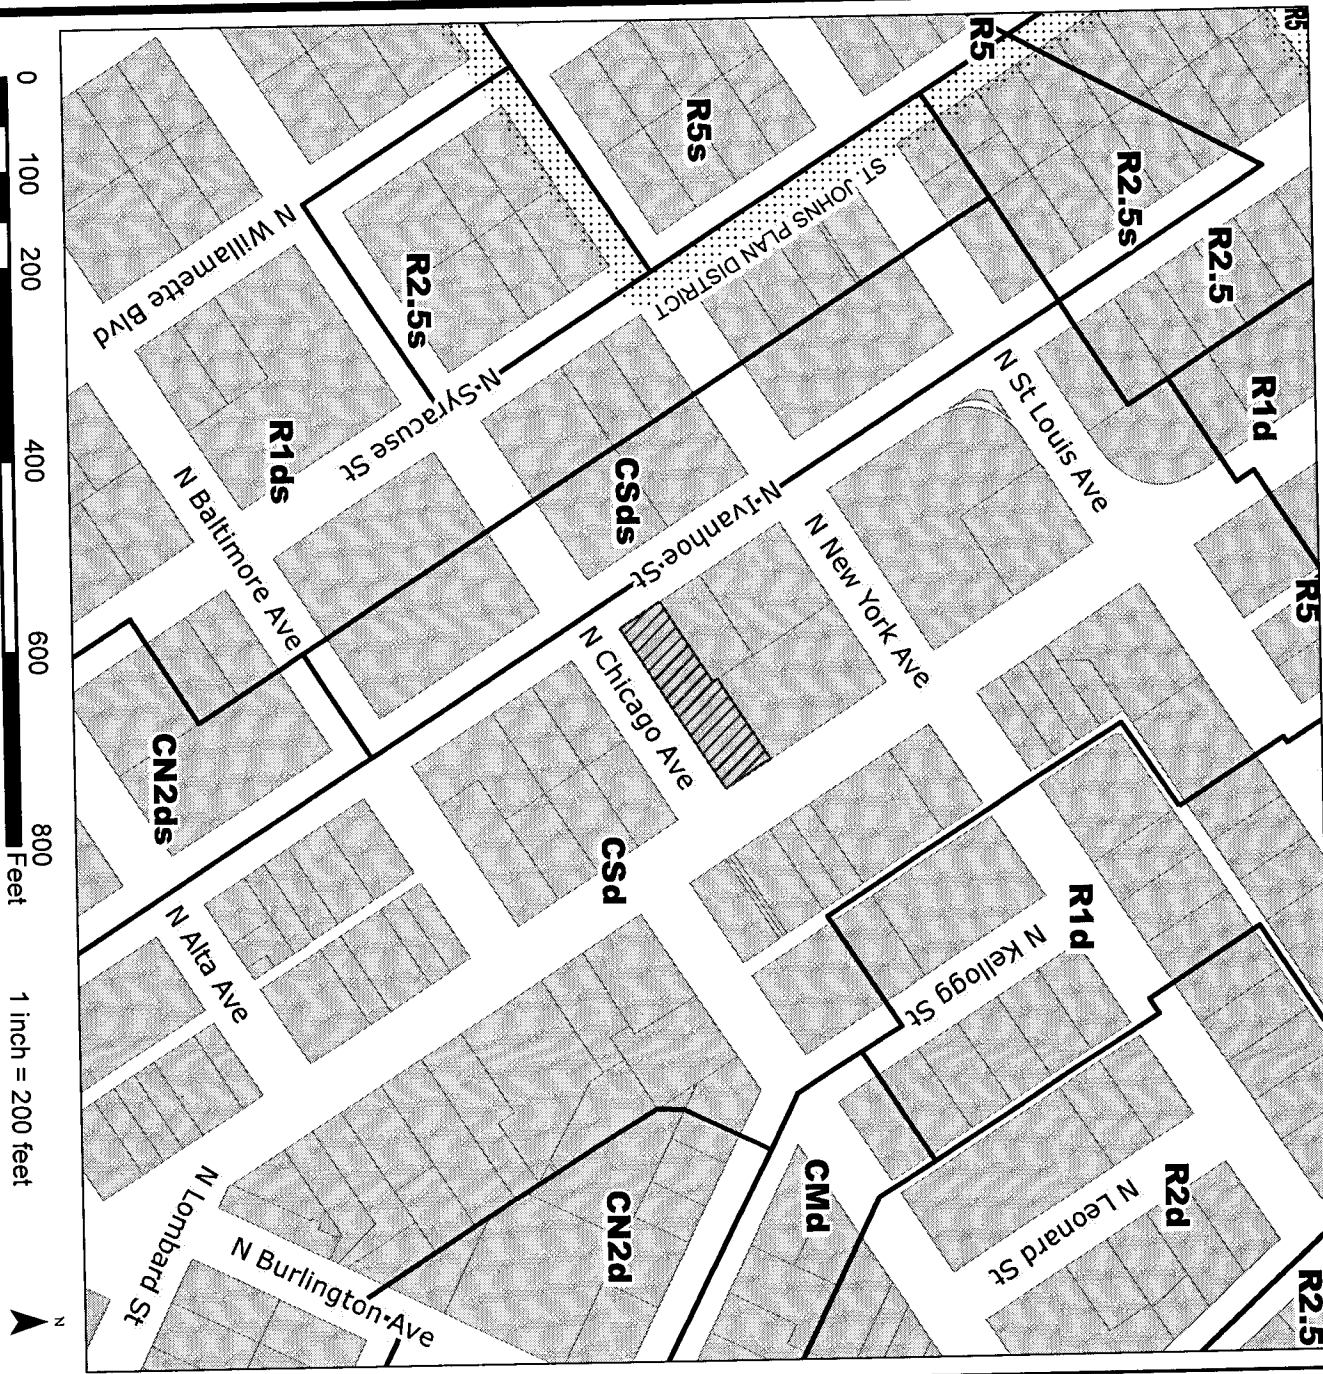 R5
R5
R5s
R2.5s
R2.5
ST JOHNS PLAN DISTRICT
N Willamette Blvd
R2.5s
N Syracuse St
R1ds
N Baltimore Ave
CSds
N Ivanhoe St
N St Louis Ave
R1d
N New York Ave
R5
N Chicago Ave
CN2ds
CSd
R1d
N Kellogg St
N Alta Ave
N Lombard St
N Burlington Ave
CN2d
CMd
R2d
N Leonard St
R2.5
0 100 200 400 600 800
Feet
1 inch = 200 feet
N